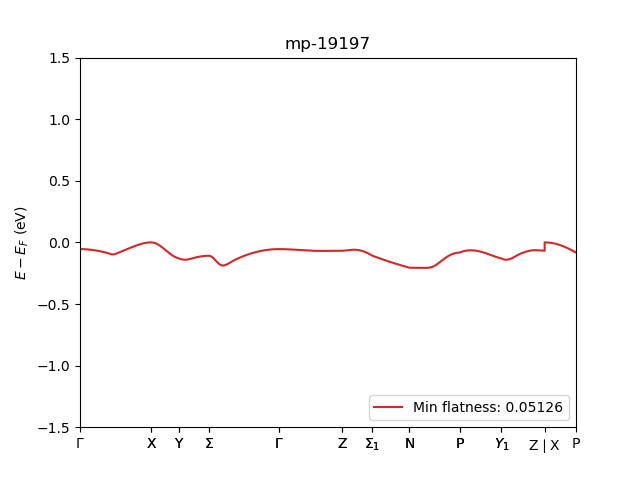 mp-19197
1.5
1.0
0.5
0.0
−0.5
−1.0
−1.5
E − E_F (eV)
Min flatness: 0.05126
Γ X Y Σ Γ Z Σ₁ N P Y₁ Z | X P